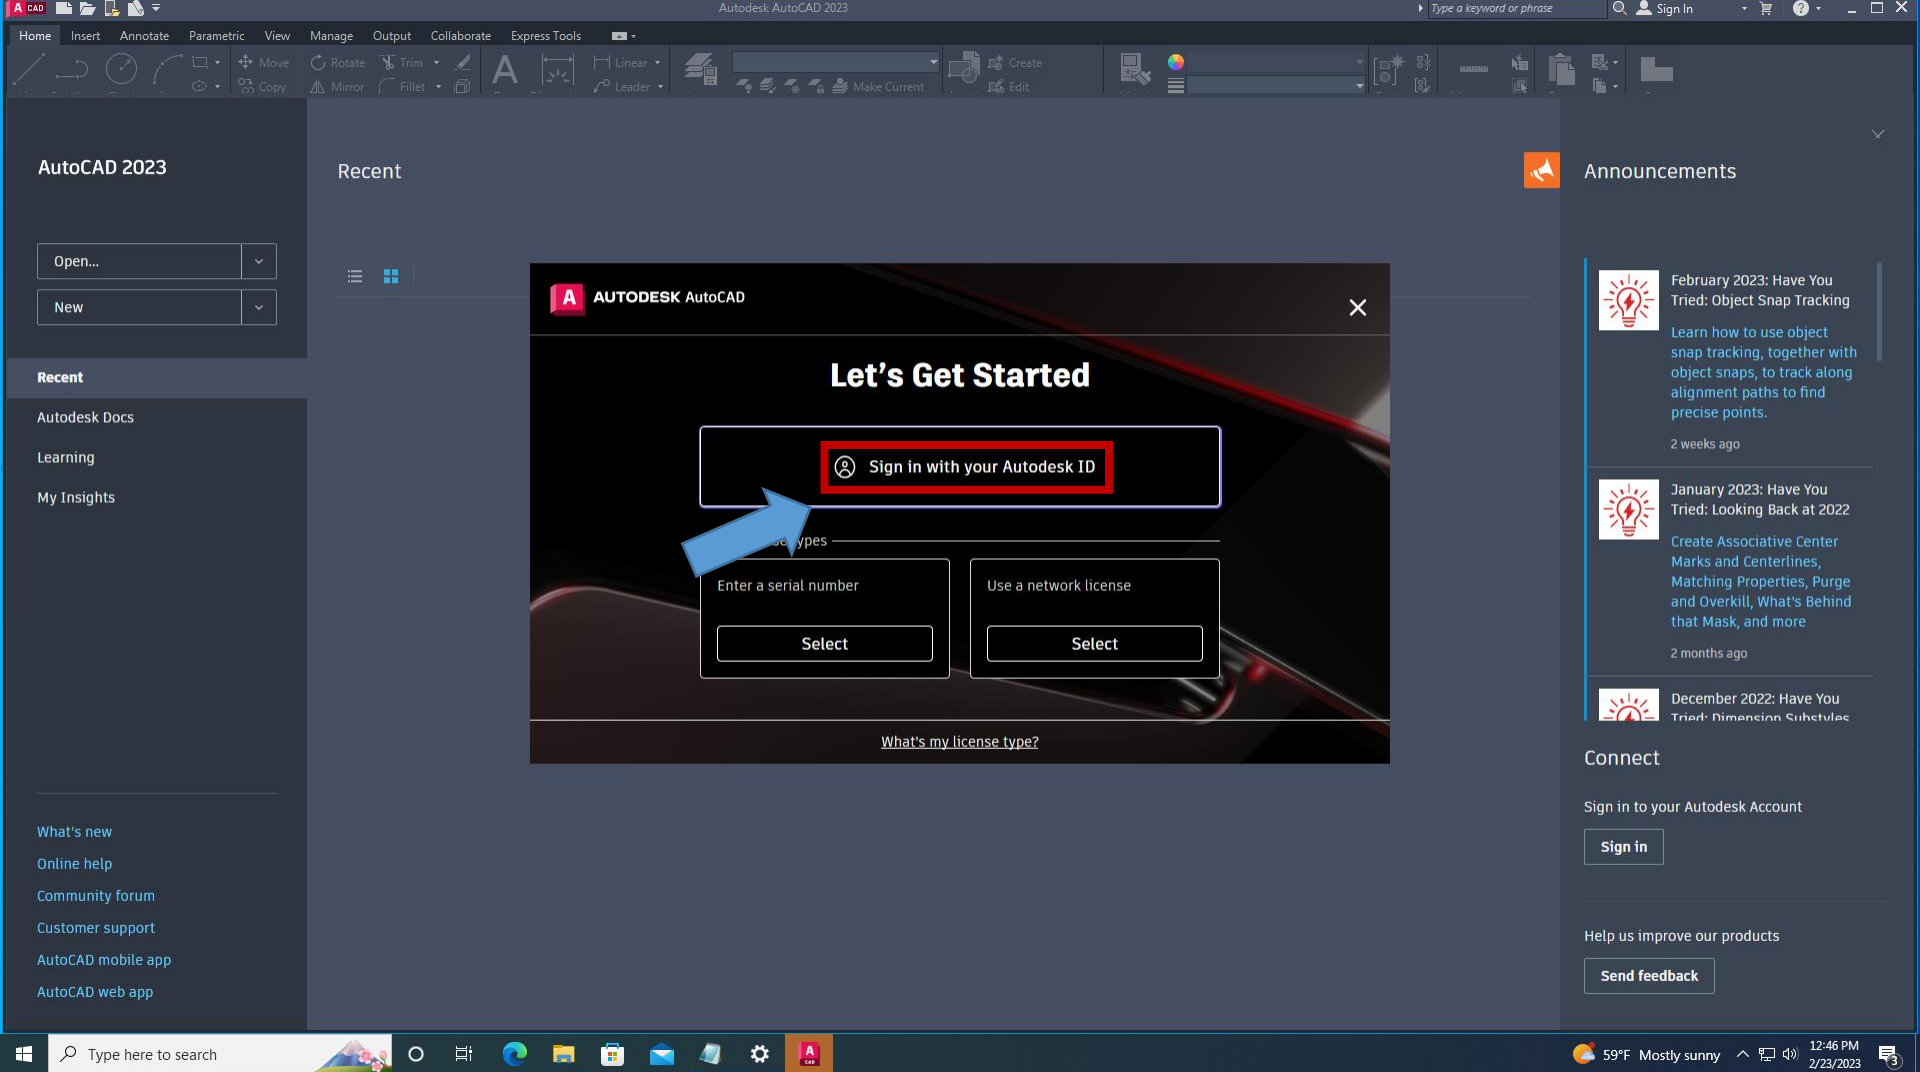 A CAD
Autodesk AutoCAD 2023
Type a keyword or phrase
Sign In
Home Insert Annotate Parametric View Manage Output Collaborate Express Tools
Move Rotate Trim Linear Create
Copy Mirror Fillet Leader Make Current Edit
AutoCAD 2023
Open...
New
Recent
Autodesk Docs
Learning
My Insights
What's new
Online help
Community forum
Customer support
AutoCAD mobile app
AutoCAD web app
Recent
A AUTODESK AutoCAD
Let's Get Started
Sign in with your Autodesk ID
ypes
Enter a serial number
Select
Use a network license
Select
What's my license type?
Announcements
February 2023: Have You
Tried: Object Snap Tracking
Learn how to use object
snap tracking, together with
object snaps, to track along
alignment paths to find
precise points.
2 weeks ago
January 2023: Have You
Tried: Looking Back at 2022
Create Associative Center
Marks and Centerlines,
Matching Properties, Purge
and Overkill, What's Behind
that Mask, and more
2 months ago
December 2022: Have You
Tried: Dimension Substyles
Connect
Sign in to your Autodesk Account
Sign in
Help us improve our products
Send feedback
Type here to search
A CAD
59°F Mostly sunny
12:46 PM
2/23/2023
3